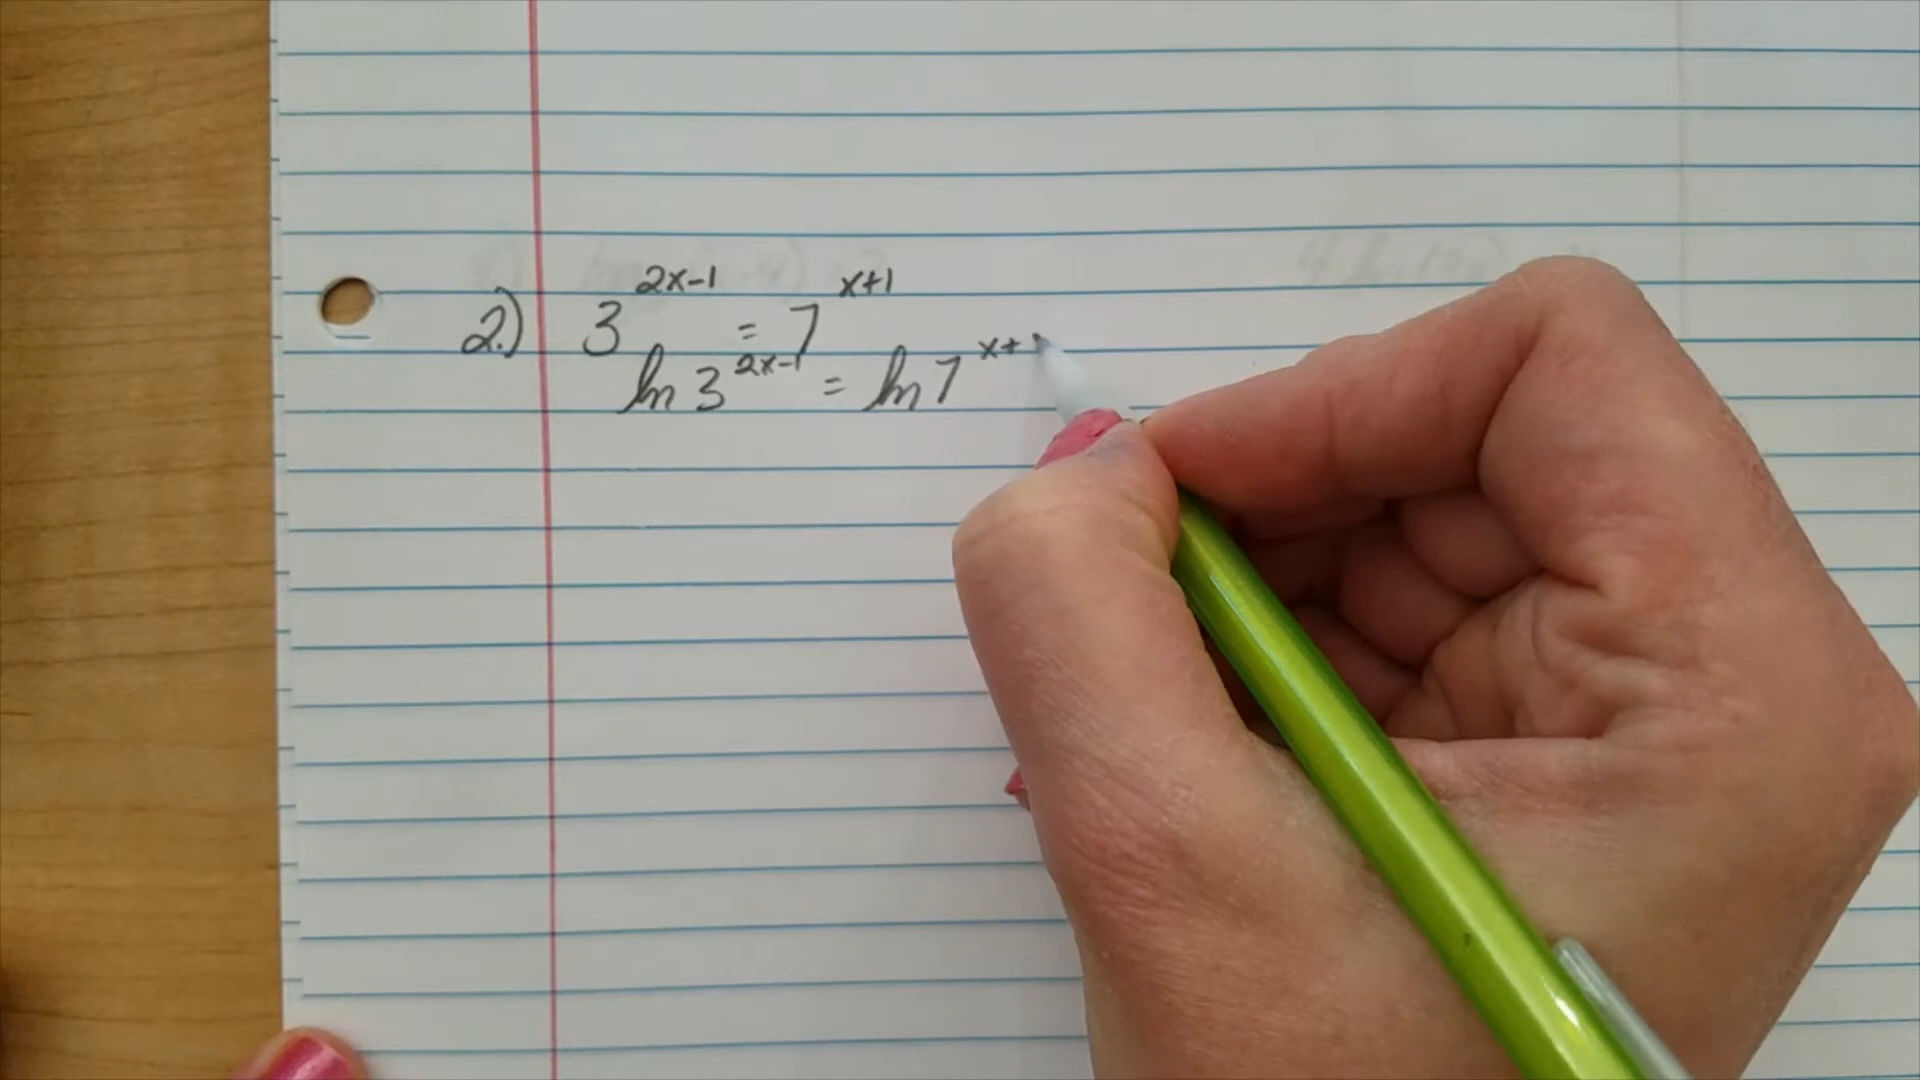 2.) 3^{2x-1} = 7^{x+1}
ln 3^{2x-1} = ln 7^{x+